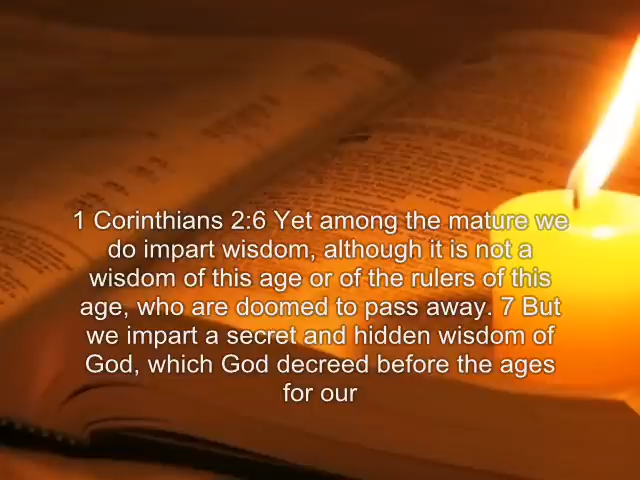 1 Corinthians 2:6 Yet among the mature we
do impart wisdom, although it is not a
wisdom of this age or of the rulers of this
age, who are doomed to pass away. 7 But
we impart a secret and hidden wisdom of
God, which God decreed before the ages
for our